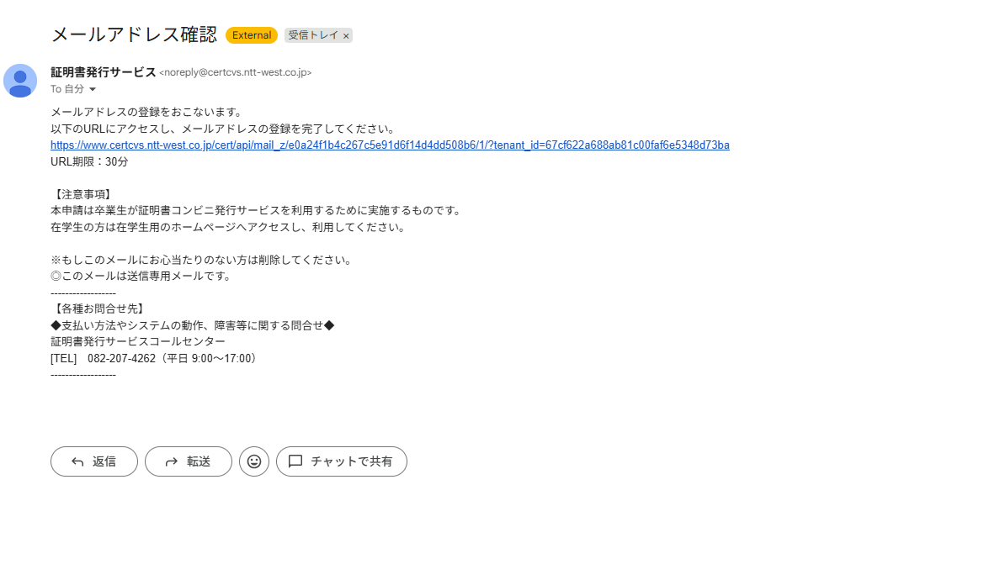 メールアドレス確認 External 受信トレイ ×
証明書発行サービス <noreply@certcvs.ntt-west.co.jp>
To 自分
メールアドレスの登録をおこないます。
以下のURLにアクセスし、メールアドレスの登録を完了してください。
https://www.certcvs.ntt-west.co.jp/cert/api/mail_z/e0a24f1b4c267c5e91d6f14d4dd508b6/1/?tenant_id=67cf622a688ab81c00faf6e5348d73ba
URL期限：30分
【注意事項】
本申請は卒業生が証明書コンビニ発行サービスを利用するために実施するものです。
在学生の方は在学生用のホームページへアクセスし、利用してください。
※もしこのメールにお心当たりのない方は削除してください。
◎このメールは送信専用メールです。
------------------
【各種お問合せ先】
◆支払い方法やシステムの動作、障害等に関する問合せ◆
証明書発行サービスコールセンター
[TEL]　082-207-4262（平日 9:00～17:00）
------------------
返信 転送 チャットで共有